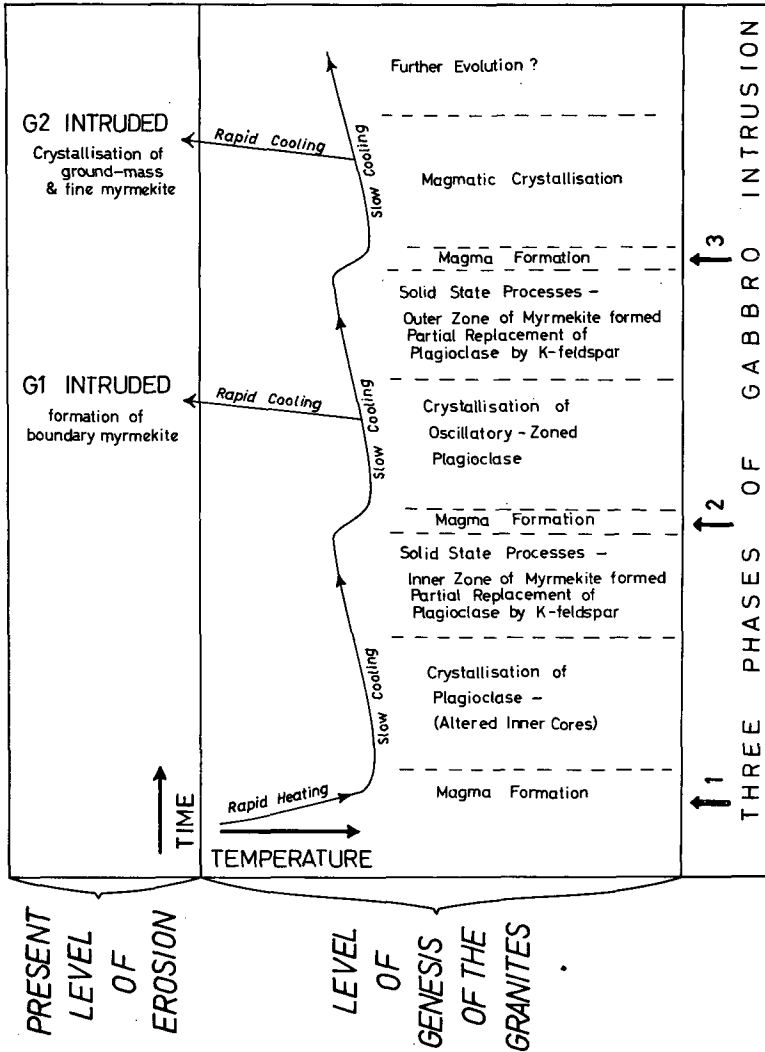 G2 INTRUDED
Crystallisation of
ground-mass
& fine myrmekite
G1 INTRUDED
formation of
boundary myrmekite
TIME
Rapid Cooling
Slow Cooling
Rapid Cooling
Slow Cooling
Slow Cooling
Rapid Heating
TEMPERATURE
Further Evolution ?
Magmatic Crystallisation
Magma Formation
Solid State Processes –
Outer Zone of Myrmekite formed
Partial Replacement of
Plagioclase by K-feldspar
Crystallisation of
Oscillatory - Zoned
Plagioclase
Magma Formation
Solid State Processes –
Inner Zone of Myrmekite formed
Partial Replacement of
Plagioclase by K-feldspar
Crystallisation of
Plagioclase –
(Altered Inner Cores)
Magma Formation
3
2
1
THREE PHASES OF GABBRO INTRUSION
PRESENT
LEVEL
OF
EROSION
LEVEL
OF
GENESIS
OF THE
GRANITES